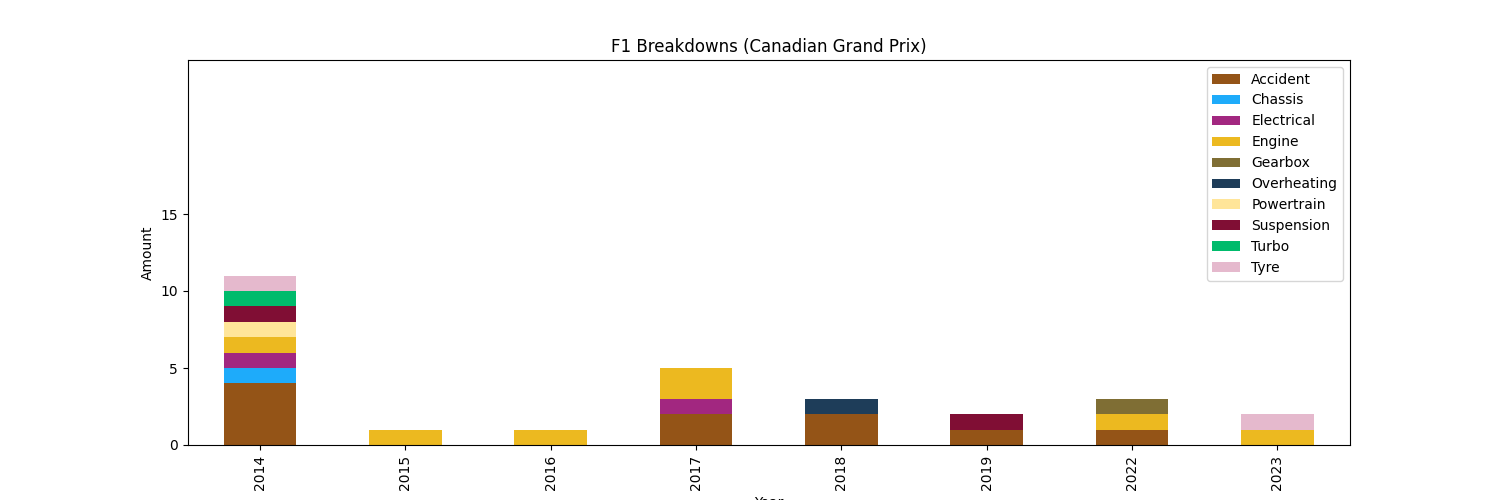 F1 Breakdowns (Canadian Grand Prix)
Accident
Chassis
Electrical
Engine
Gearbox
Overheating
Powertrain
Suspension
Turbo
Tyre
Amount
15
10
5
0
2014
2015
2016
2017
2018
2019
2022
2023